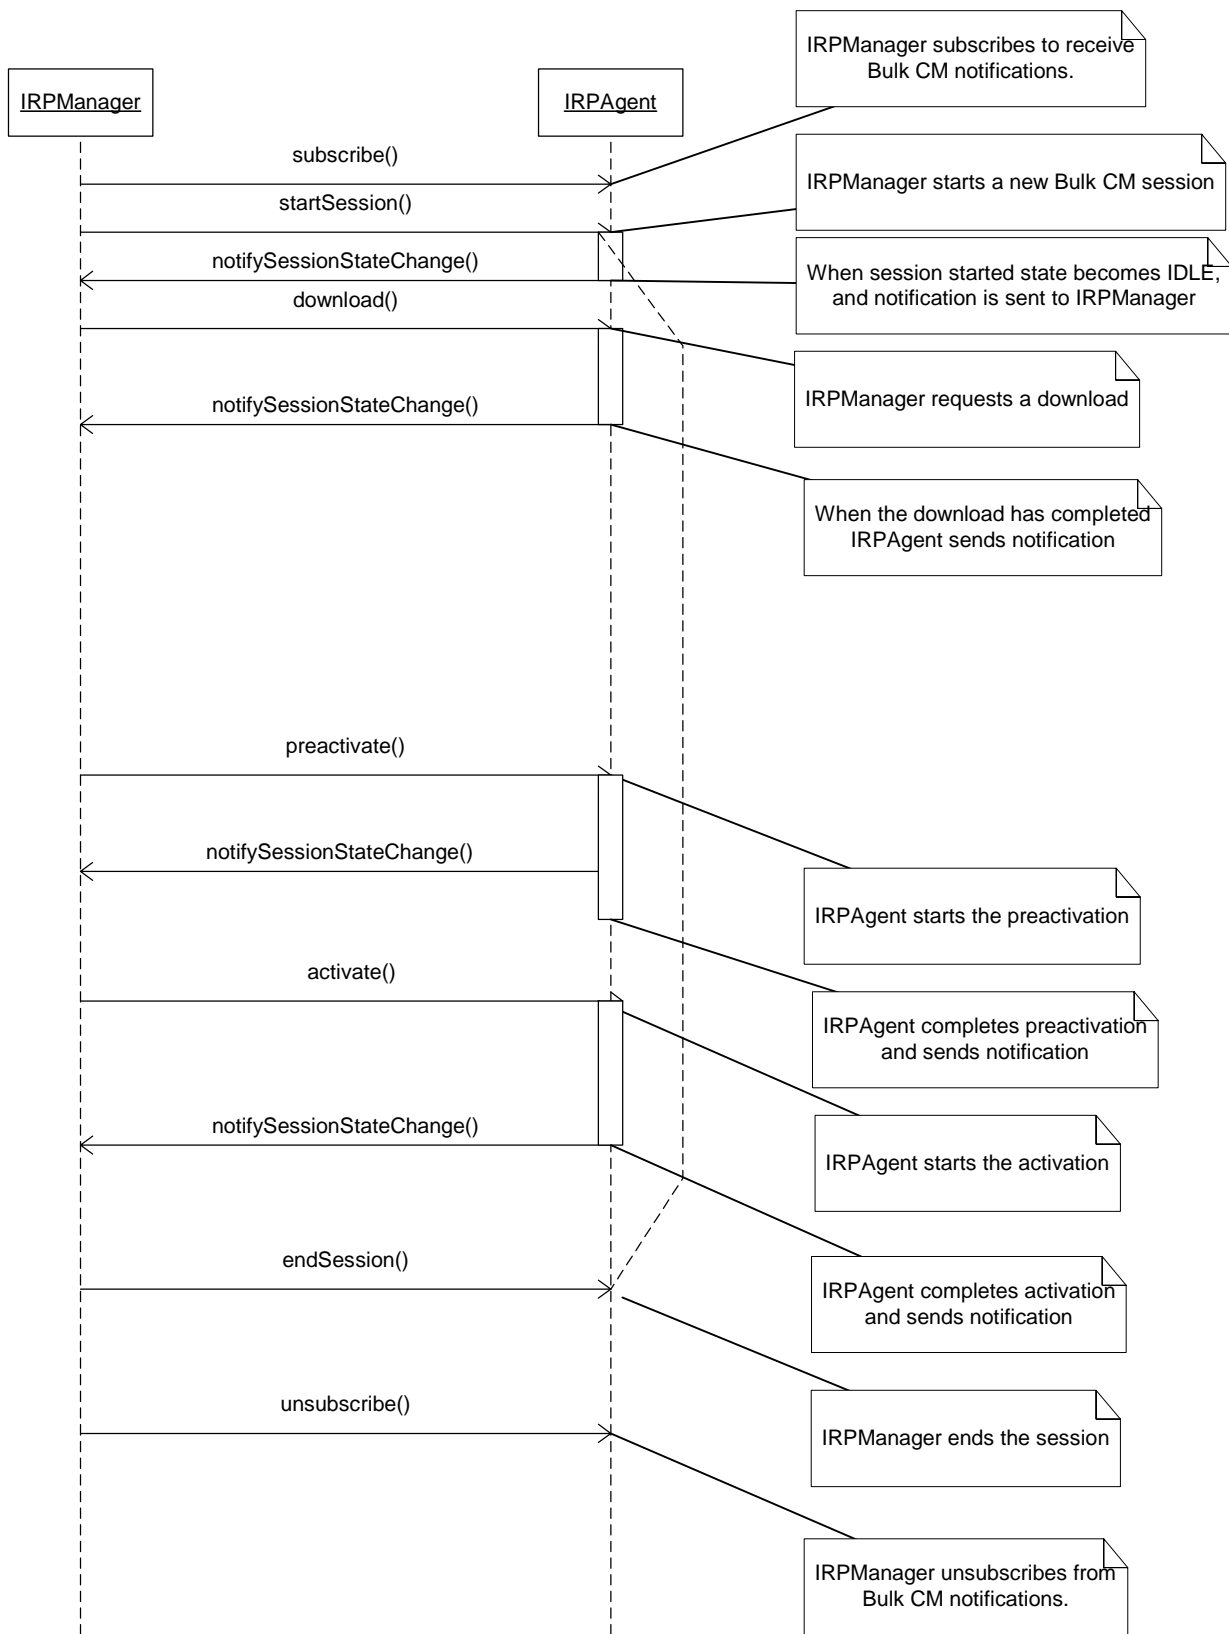 IRPManager subscribes to receive
Bulk CM notifications.
IRPManager
IRPAgent
subscribe()
IRPManager starts a new Bulk CM session
startSession()
notifySessionStateChange()
When session started state becomes IDLE,
and notification is sent to IRPManager
download()
IRPManager requests a download
notifySessionStateChange()
When the download has completed
IRPAgent sends notification
preactivate()
notifySessionStateChange()
IRPAgent starts the preactivation
activate()
IRPAgent completes preactivation
and sends notification
notifySessionStateChange()
IRPAgent starts the activation
endSession()
IRPAgent completes activation
and sends notification
unsubscribe()
IRPManager ends the session
IRPManager unsubscribes from
Bulk CM notifications.